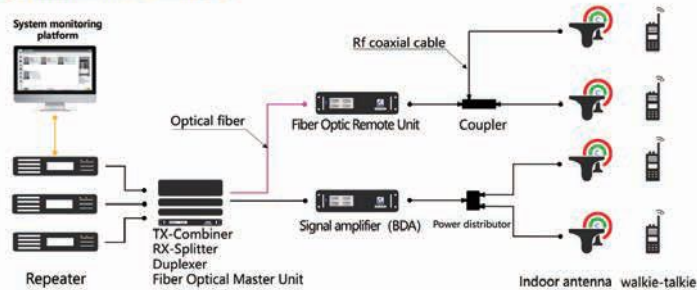 System monitoring
platform
Rf coaxial cable
Optical fiber
Fiber Optic Remote Unit
Coupler
Signal amplifier (BDA)
Power distributor
TX-Combiner
RX-Splitter
Duplexer
Fiber Optical Master Unit
Repeater
Indoor antenna
walkie-talkie